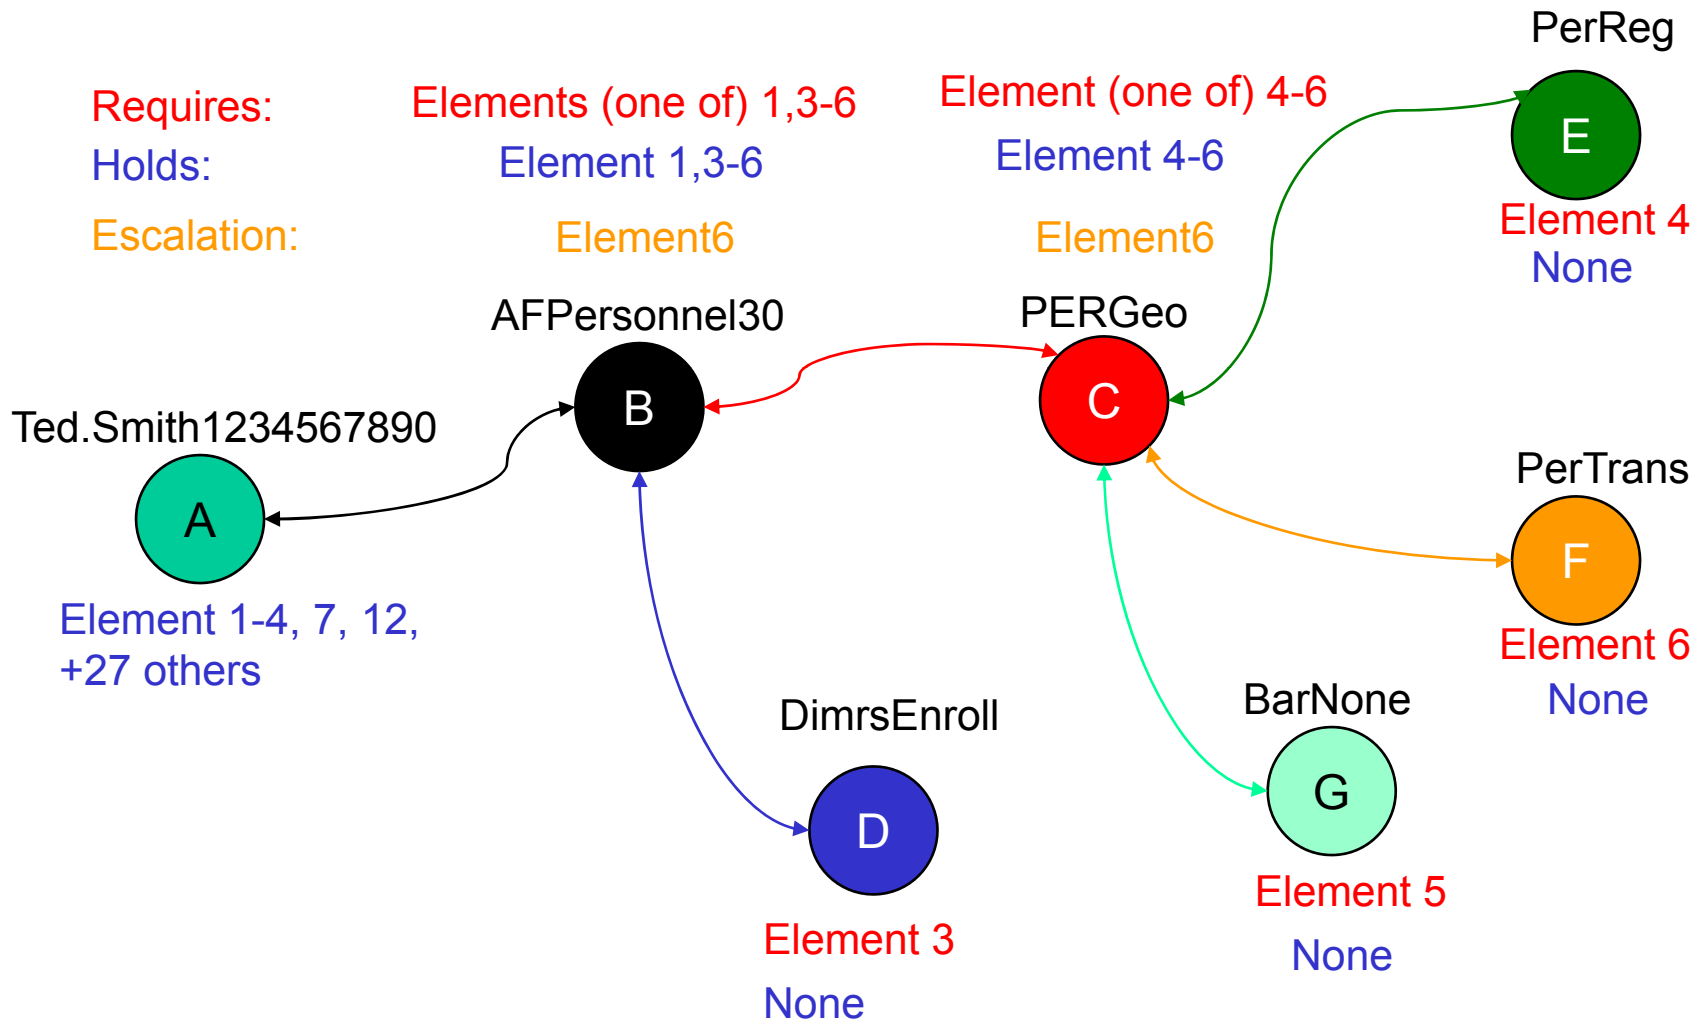 PerReg
Requires:
Elements (one of) 1,3-6
Element (one of) 4-6
E
Holds:
Element 1,3-6
Element 4-6
Element 4
None
Escalation:
Element6
Element6
AFPersonnel30
PERGeo
B
C
Ted.Smith1234567890
A
PerTrans
F
Element 1-4, 7, 12,
+27 others
Element 6
None
DimrsEnroll
BarNone
D
G
Element 3
None
Element 5
None